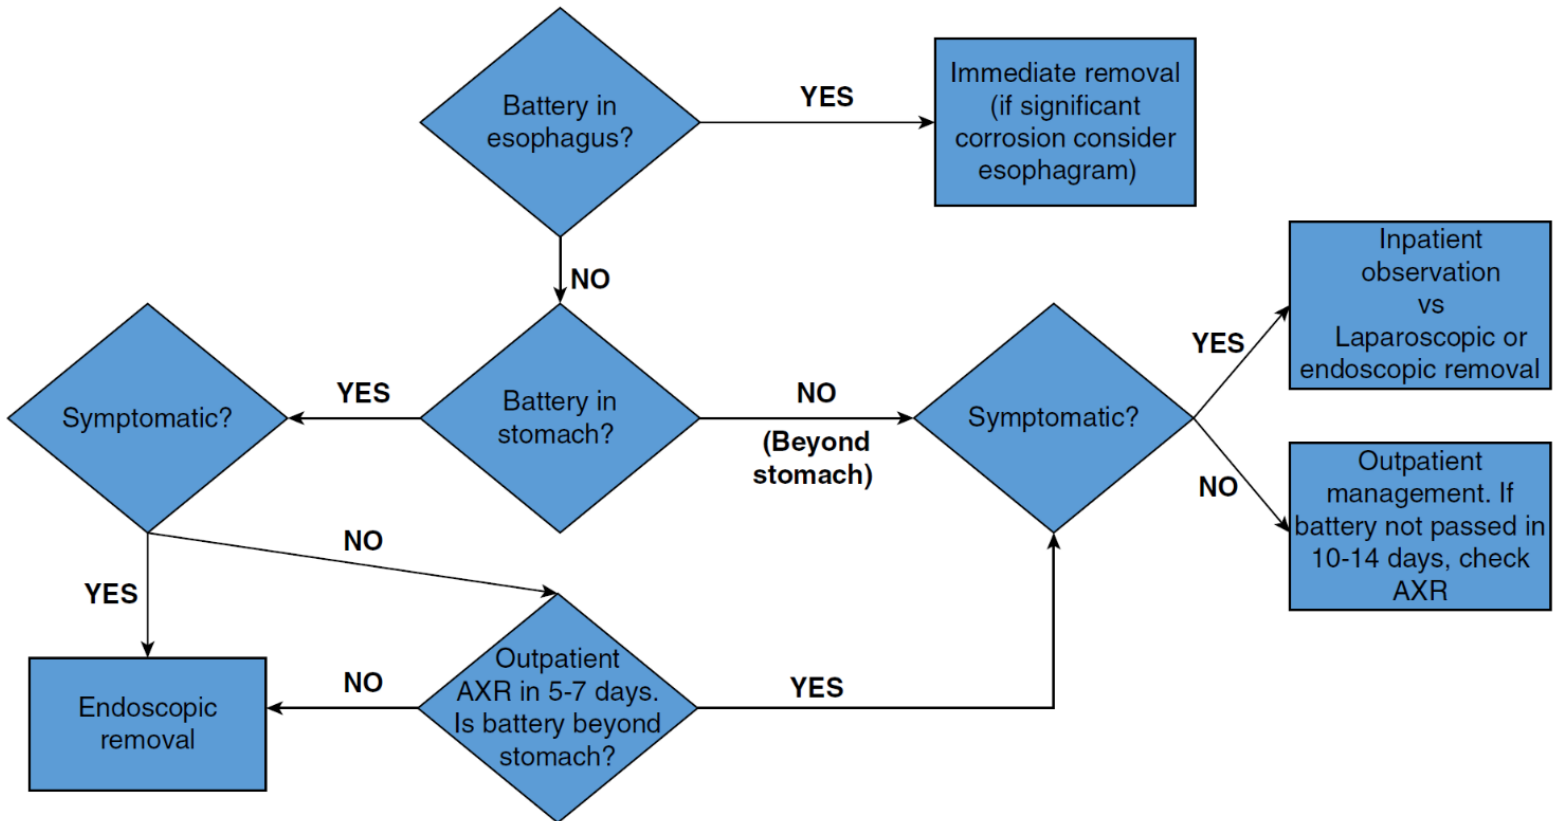 Battery in
esophagus?
YES
Immediate removal
(if significant
corrosion consider
esophagram)
NO
Battery in
stomach?
YES
Symptomatic?
NO
(Beyond
stomach)
Symptomatic?
YES
Inpatient
observation
vs
Laparoscopic or
endoscopic removal
NO
Outpatient
management. If
battery not passed in
10-14 days, check
AXR
NO
YES
Outpatient
AXR in 5-7 days.
Is battery beyond
stomach?
NO
YES
Endoscopic
removal